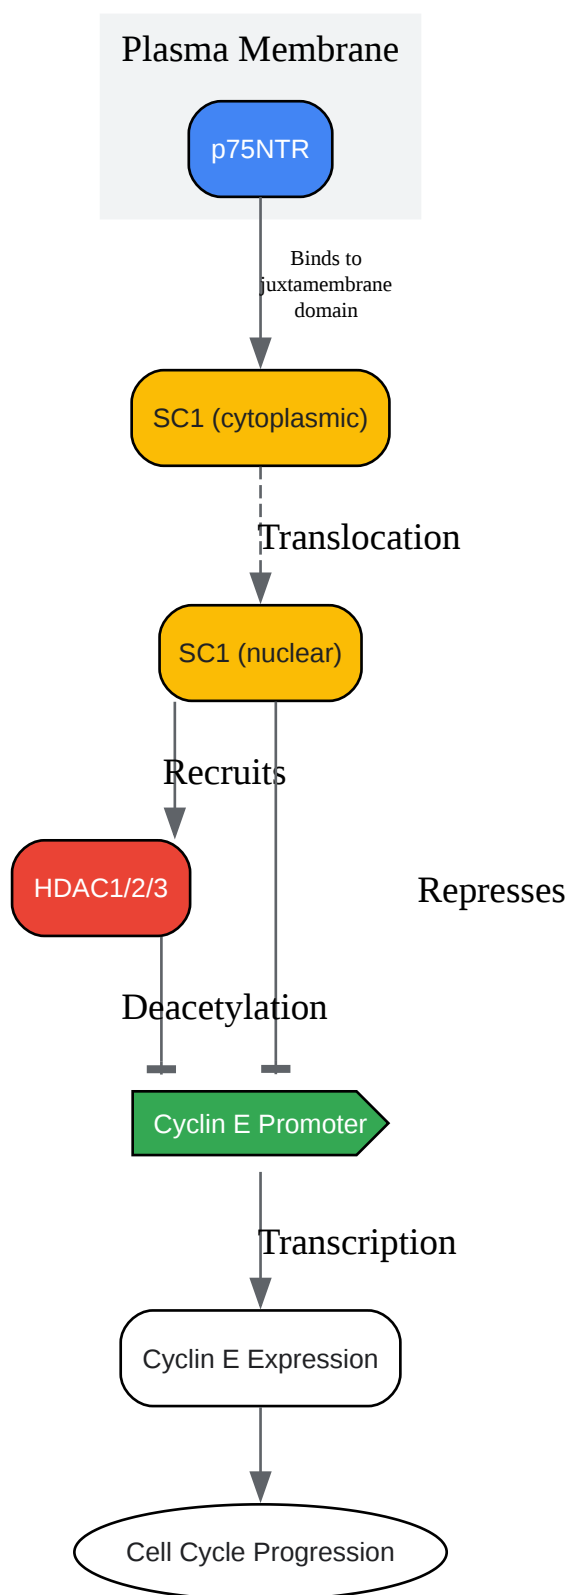 Plasma Membrane
p75NTR
Binds to
juxtamembrane
domain
SC1 (cytoplasmic)
Translocation
SC1 (nuclear)
Recruits
HDAC1/2/3
Represses
Deacetylation
Cyclin E Promoter
Transcription
Cyclin E Expression
Cell Cycle Progression